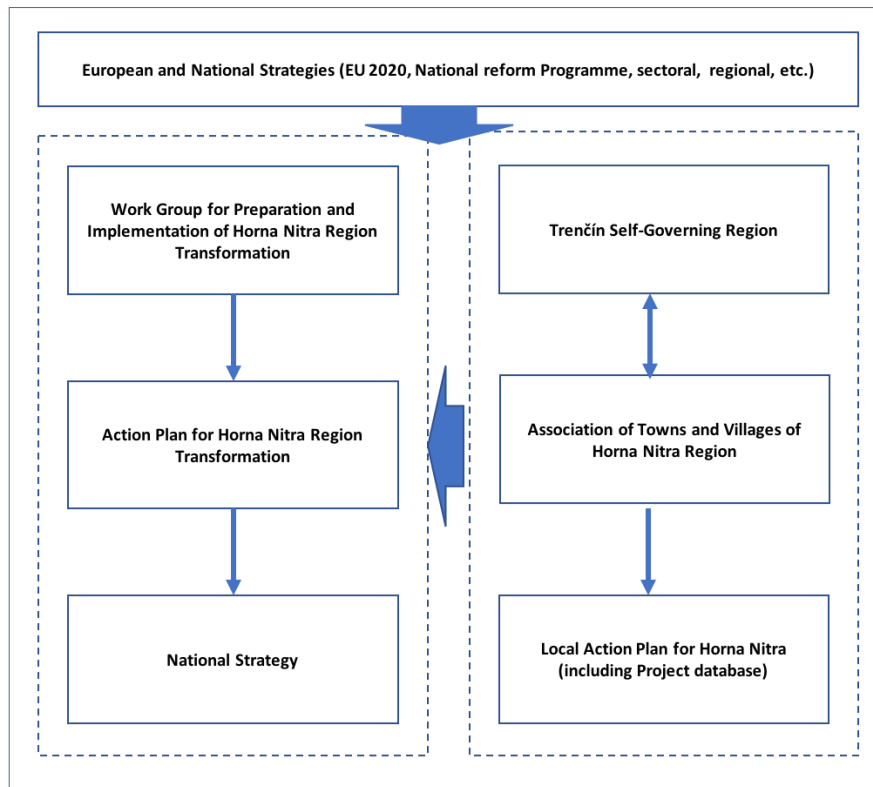 European and National Strategies (EU 2020, National reform Programme, sectoral, regional, etc.)
Work Group for Preparation and
Implementation of Horna Nitra Region
Transformation
Trenčín Self-Governing Region
Action Plan for Horna Nitra Region
Transformation
Association of Towns and Villages of
Horna Nitra Region
National Strategy
Local Action Plan for Horna Nitra
(including Project database)